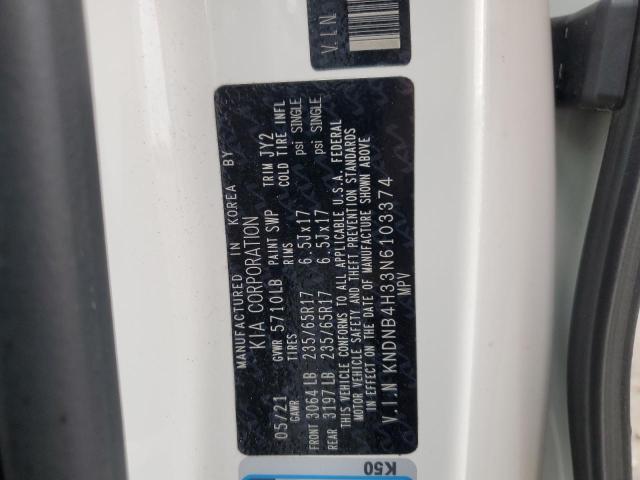 V.I.N
MANUFACTURED IN KOREA BY
KIA CORPORATION
05/21 GVWR 5710LB PAINT SWP TRIM JY2
GAWR TIRES RIMS COLD TIRE INFL
FRONT 3064LB 235/65R17 6.5Jx17 psi SINGLE
REAR 3197LB 235/65R17 6.5Jx17 psi SINGLE
THIS VEHICLE CONFORMS TO ALL APPLICABLE U.S.A. FEDERAL
MOTOR VEHICLE SAFETY AND THEFT PREVENTION STANDARDS
IN EFFECT ON THE DATE OF MANUFACTURE SHOWN ABOVE
V.I.N KNDNB4H33N6103374
MPV
K50